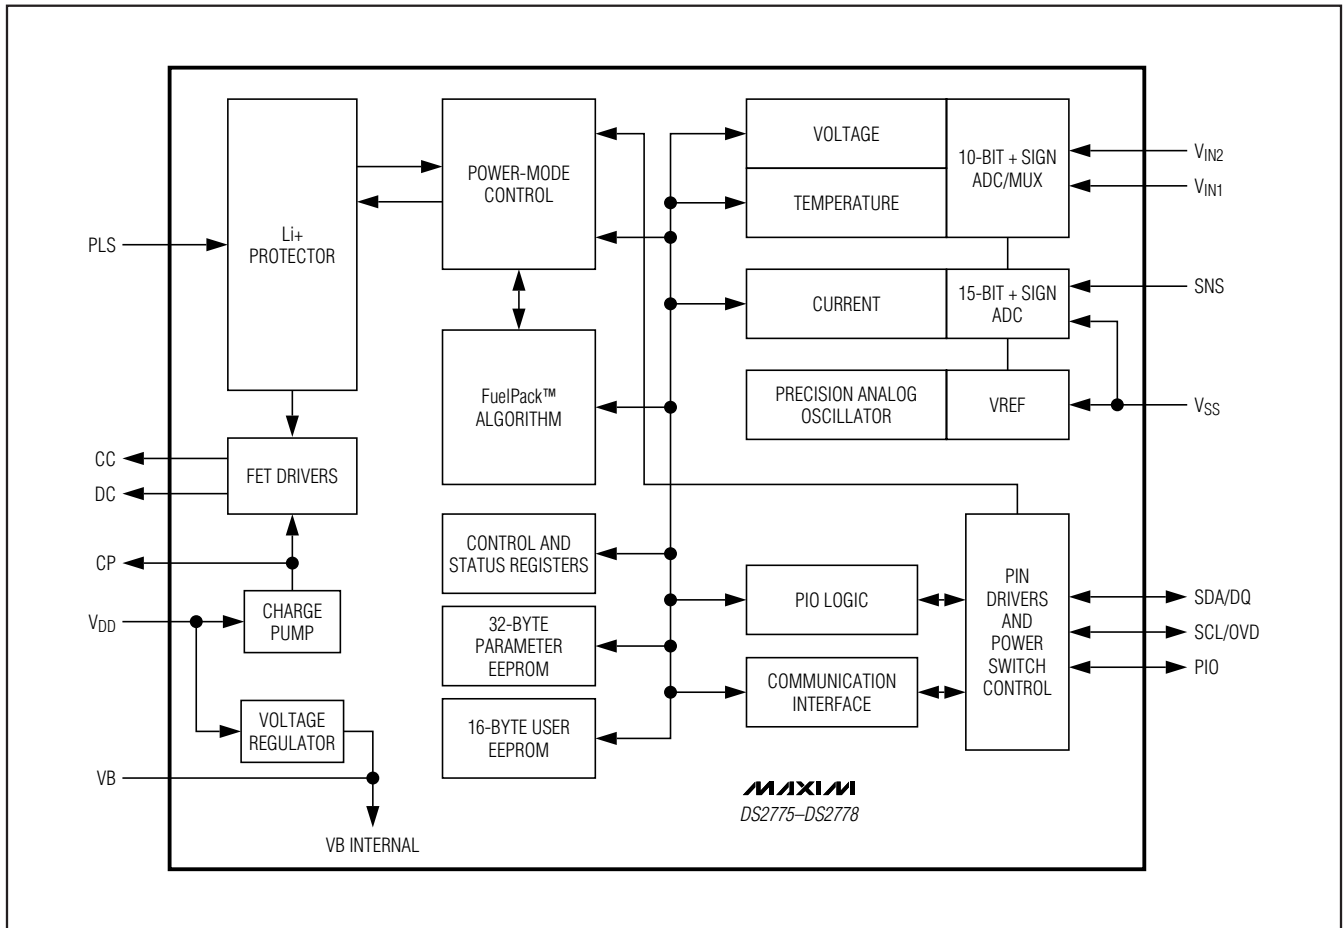 PLS
CC
DC
CP
VDD
VB
Li+
PROTECTOR
FET DRIVERS
CHARGE
PUMP
VOLTAGE
REGULATOR
VB INTERNAL
POWER-MODE
CONTROL
FuelPack™
ALGORITHM
CONTROL AND
STATUS REGISTERS
32-BYTE
PARAMETER
EEPROM
16-BYTE USER
EEPROM
VOLTAGE
TEMPERATURE
10-BIT + SIGN
ADC/MUX
CURRENT
15-BIT + SIGN
ADC
PRECISION ANALOG
OSCILLATOR
VREF
PIO LOGIC
COMMUNICATION
INTERFACE
PIN
DRIVERS
AND
POWER
SWITCH
CONTROL
VIN2
VIN1
SNS
VSS
SDA/DQ
SCL/OVD
PIO
MAXIM
DS2775–DS2778